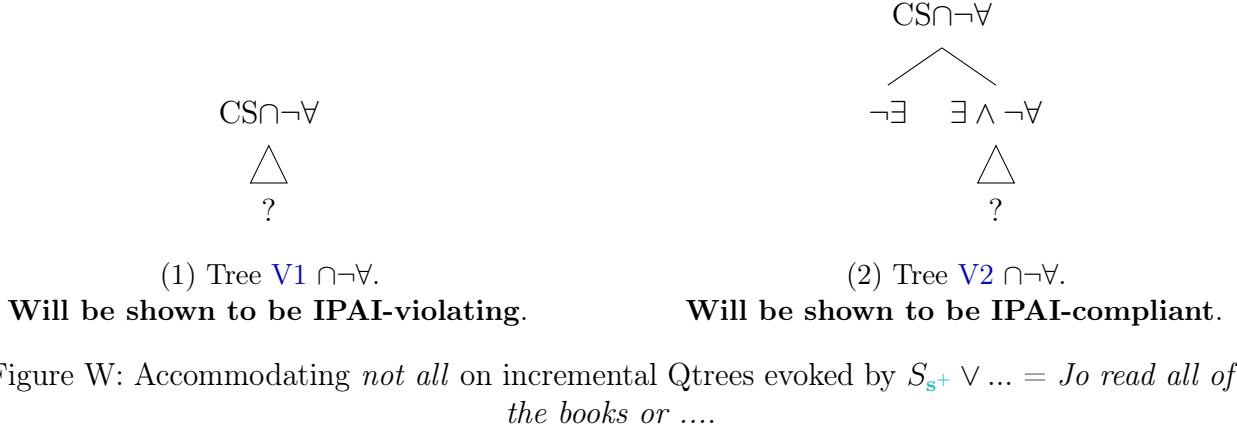 CS∩¬∀
CS∩¬∀
¬∃ ∃ ∧ ¬∀
?
?
(1) Tree V1 ∩¬∀.
Will be shown to be IPAI-violating.
(2) Tree V2 ∩¬∀.
Will be shown to be IPAI-compliant.
Figure W: Accommodating not all on incremental Qtrees evoked by S_{s⁺} ∨ ... = Jo read all of
the books or ....